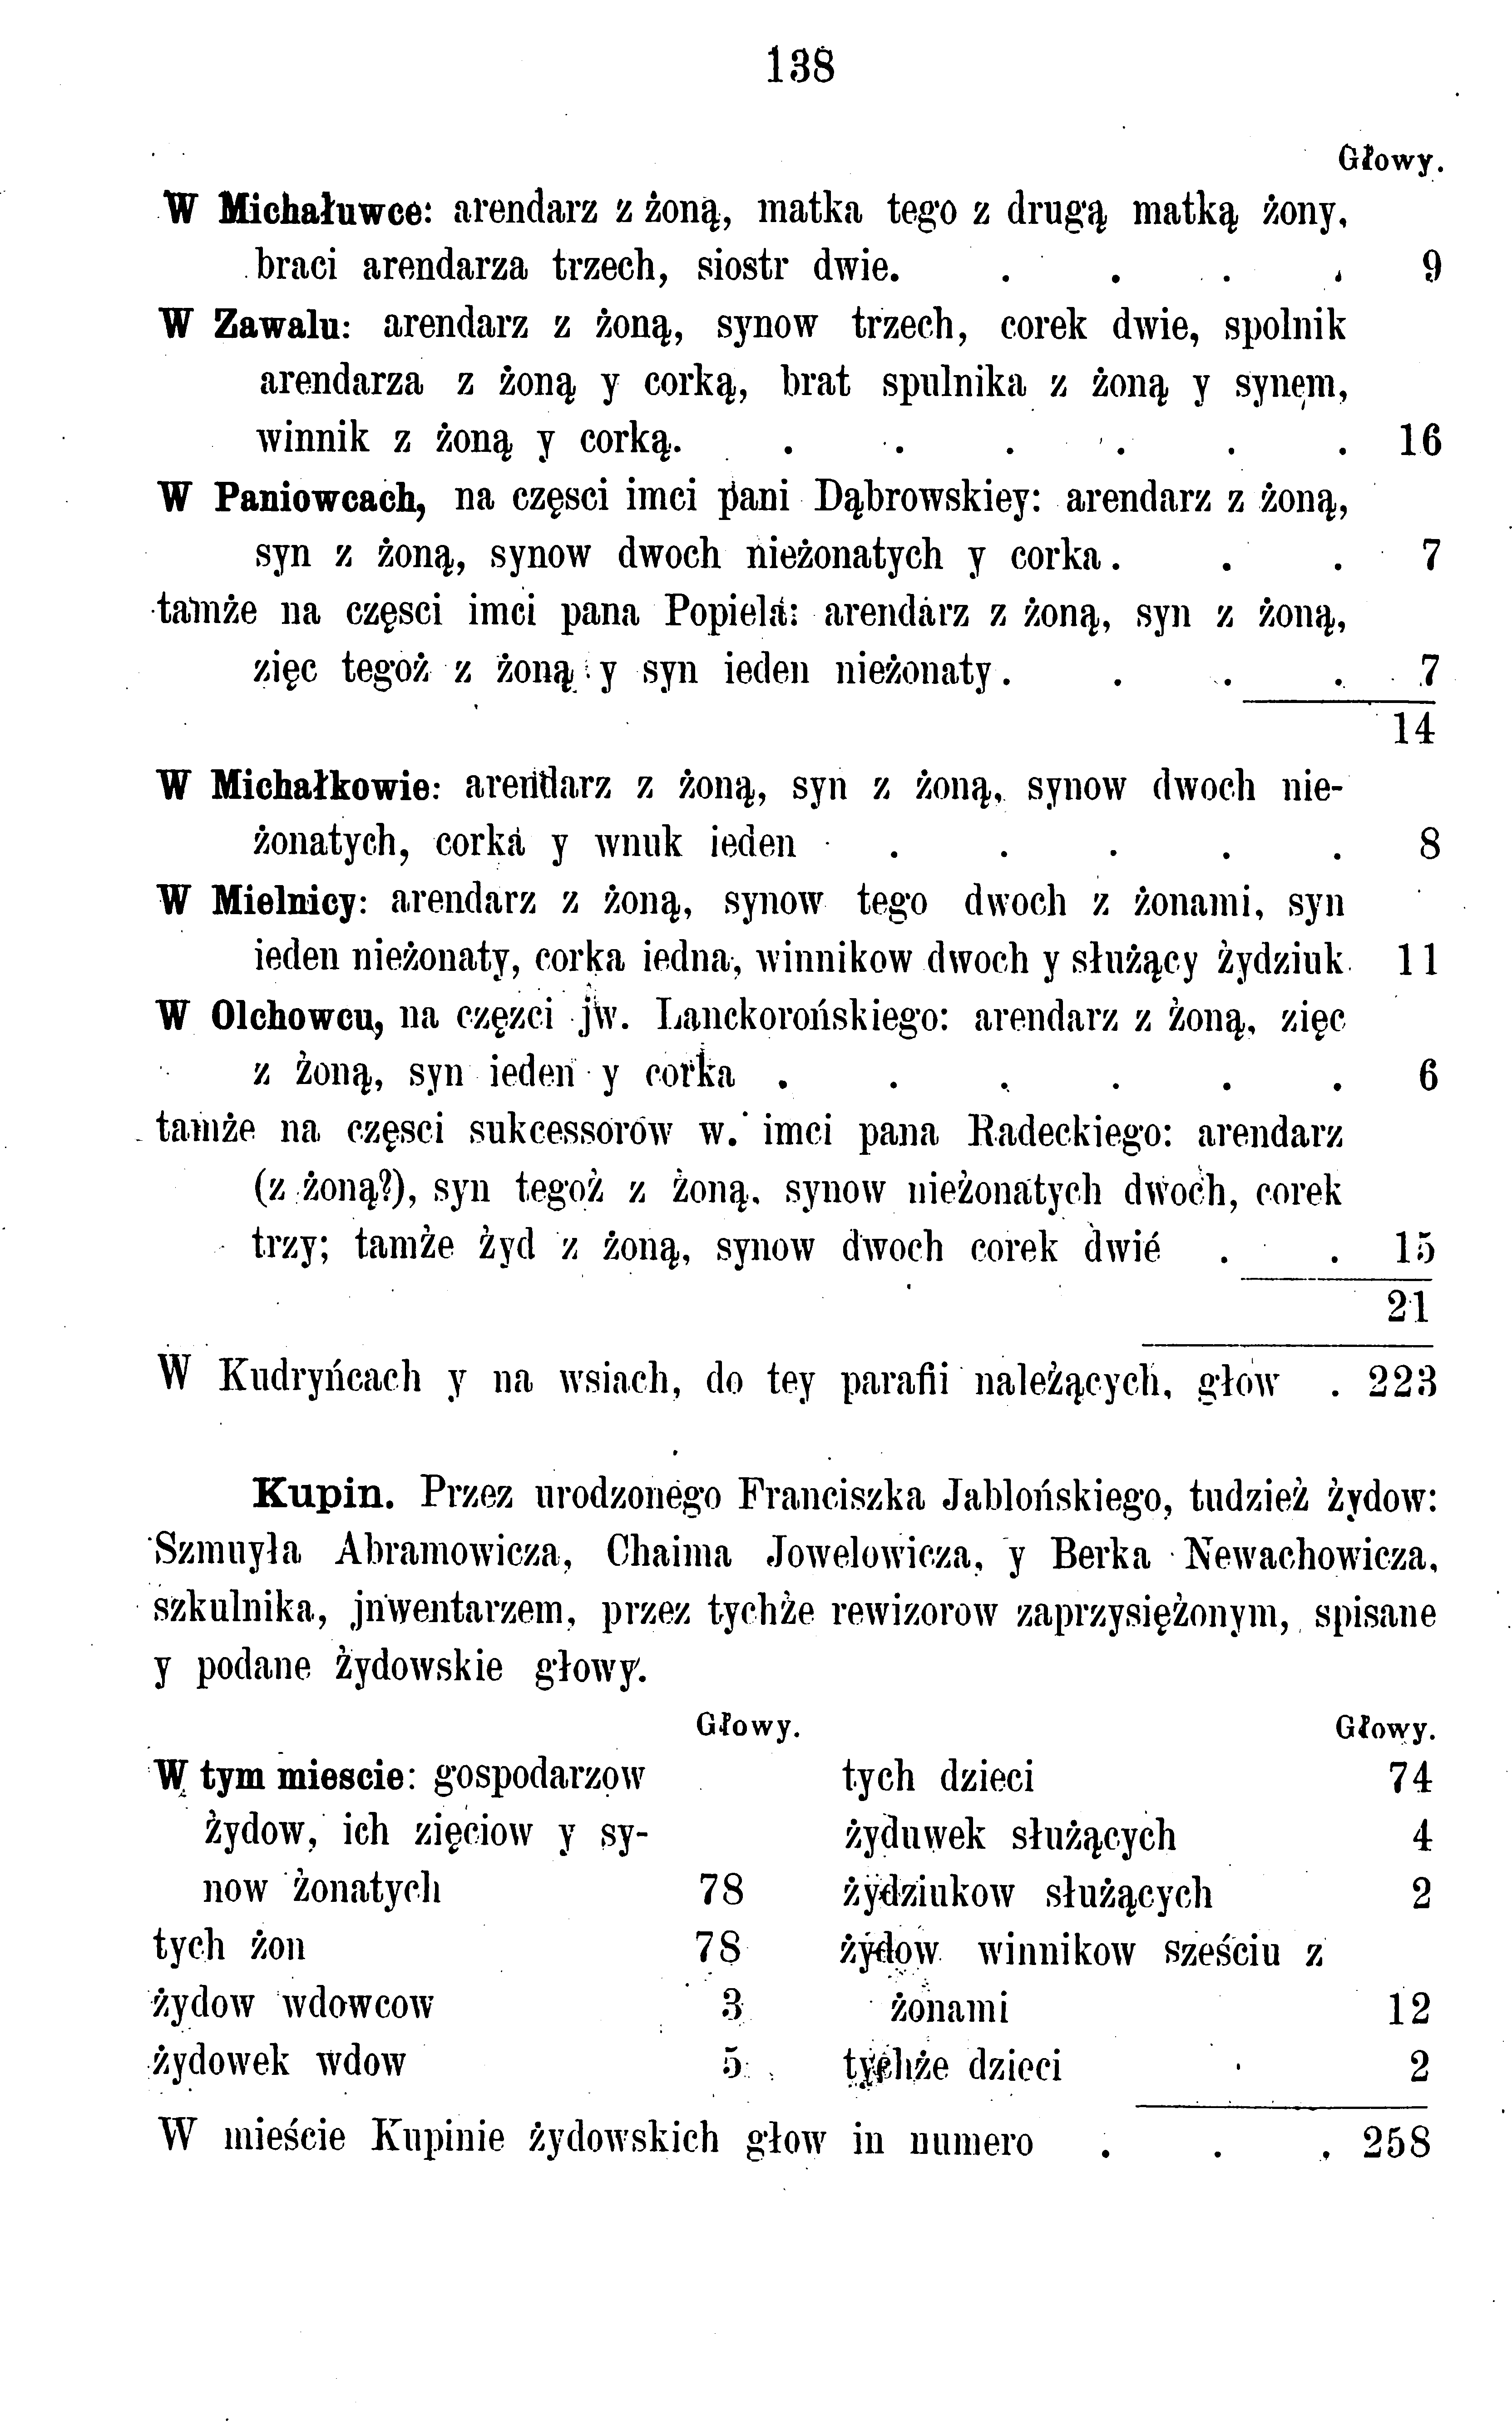 138
Głowy.
W Michałuwce: arendarz z żoną, matka tego z drugą matką żony,
braci arendarza trzech, siostr dwie. . . . . 9
W Zawalu: arendarz z żoną, synow trzech, corek dwie, spolnik
arendarza z żoną y corką, brat spulnika z żoną y synem,
winnik z żoną y corką. . . . . . . 16
W Paniowcach, na częsci imci pani Dąbrowskiey: arendarz z żoną,
syn z żoną, synow dwoch nieżonatych y corka. . . 7
tamże na częsci imci pana Popiela: arendarz z żoną, syn z żoną,
zięc tegoż z żoną y syn ieden nieżonaty. . . . 7
14
W Michałkowie: arendarz z żoną, syn z żoną, synow dwoch nie-
żonatych, corka y wnuk ieden . . . . . 8
W Mielnicy: arendarz z żoną, synow tego dwoch z żonami, syn
ieden nieżonaty, corka iedna, winnikow dwoch y służący żydziuk 11
W Olchowcu, na częzci jw. Lanckorońskiego: arendarz z żoną, zięc
z żoną, syn ieden y corka . . . . . . 6
tamże na częsci sukcessorów w. imci pana Radeckiego: arendarz
(z żoną?), syn tegoż z żoną, synow nieżonatych dwoch, corek
trzy; tamże żyd z żoną, synow dwoch corek dwié . . 15
21
W Kudryńcach y na wsiach, do tey parafii należących, głów . 223
Kupin. Przez urodzonego Franciszka Jablońskiego, tudzież żydow:
Szmuyła Abramowicza, Chaima Jowelowicza, y Berka Newachowicza,
szkulnika, jnwentarzem, przez tychże rewizorow zaprzysiężonym, spisane
y podane żydowskie głowy.
Głowy.
W tym miescie: gospodarzow
żydow, ich zięciow y sy-
now żonatych 78
tych żon 78
żydow wdowcow 3
żydowek wdow 5
Głowy.
tych dzieci 74
żyduwek służących 4
żydziukow służących 2
żydow winnikow sześciu z
żonami 12
tychże dzieci 2
W mieście Kupinie żydowskich głow in numero . . . 258